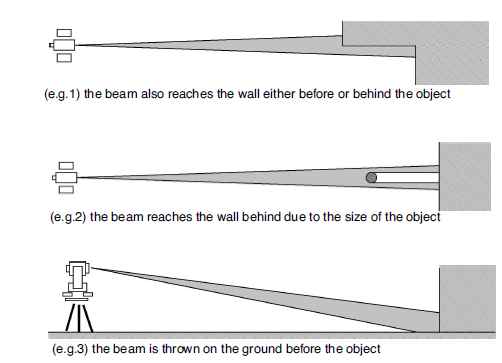 (e.g.1) the beam also reaches the wall either before or behind the object
(e.g.2) the beam reaches the wall behind due to the size of the object
(e.g.3) the beam is thrown on the ground before the object